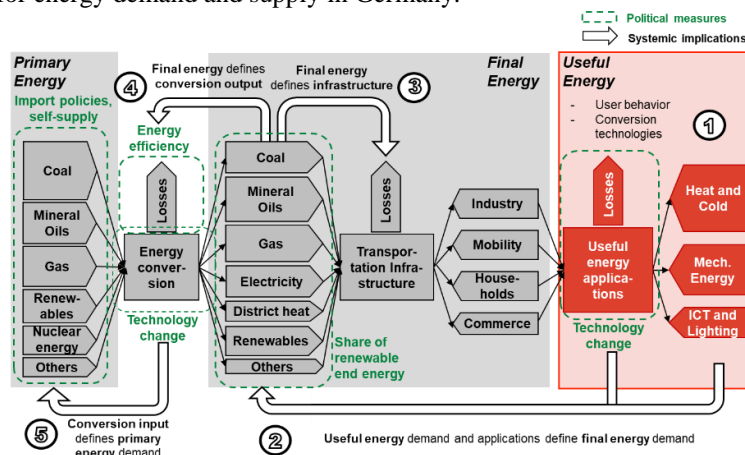 for energy demand and supply in Germany.
Political measures
Systemic implications
Primary
Energy
Import policies,
self-supply
Coal
Mineral
Oils
Gas
Renew-
ables
Nuclear
energy
Others
4
Final energy defines
conversion output
Energy
efficiency
Losses
Energy
conver-
sion
Technology
change
Final energy
defines infrastructure
3
Coal
Mineral
Oils
Gas
Electricity
District heat
Renewables
Others
Share of
renewable
end energy
Losses
Transpor-
tation Infra-
structure
Final
Energy
Industry
Mobility
House-
holds
Commerce
Useful
Energy
- User behavior
- Conversion
technologies
1
Losses
Useful
energy
applica-
tions
Technology
change
Heat and
Cold
Mech.
Energy
ICT and
Lighting
5
Conversion input
defines primary
energy demand
2
Useful energy demand and applications define final energy demand